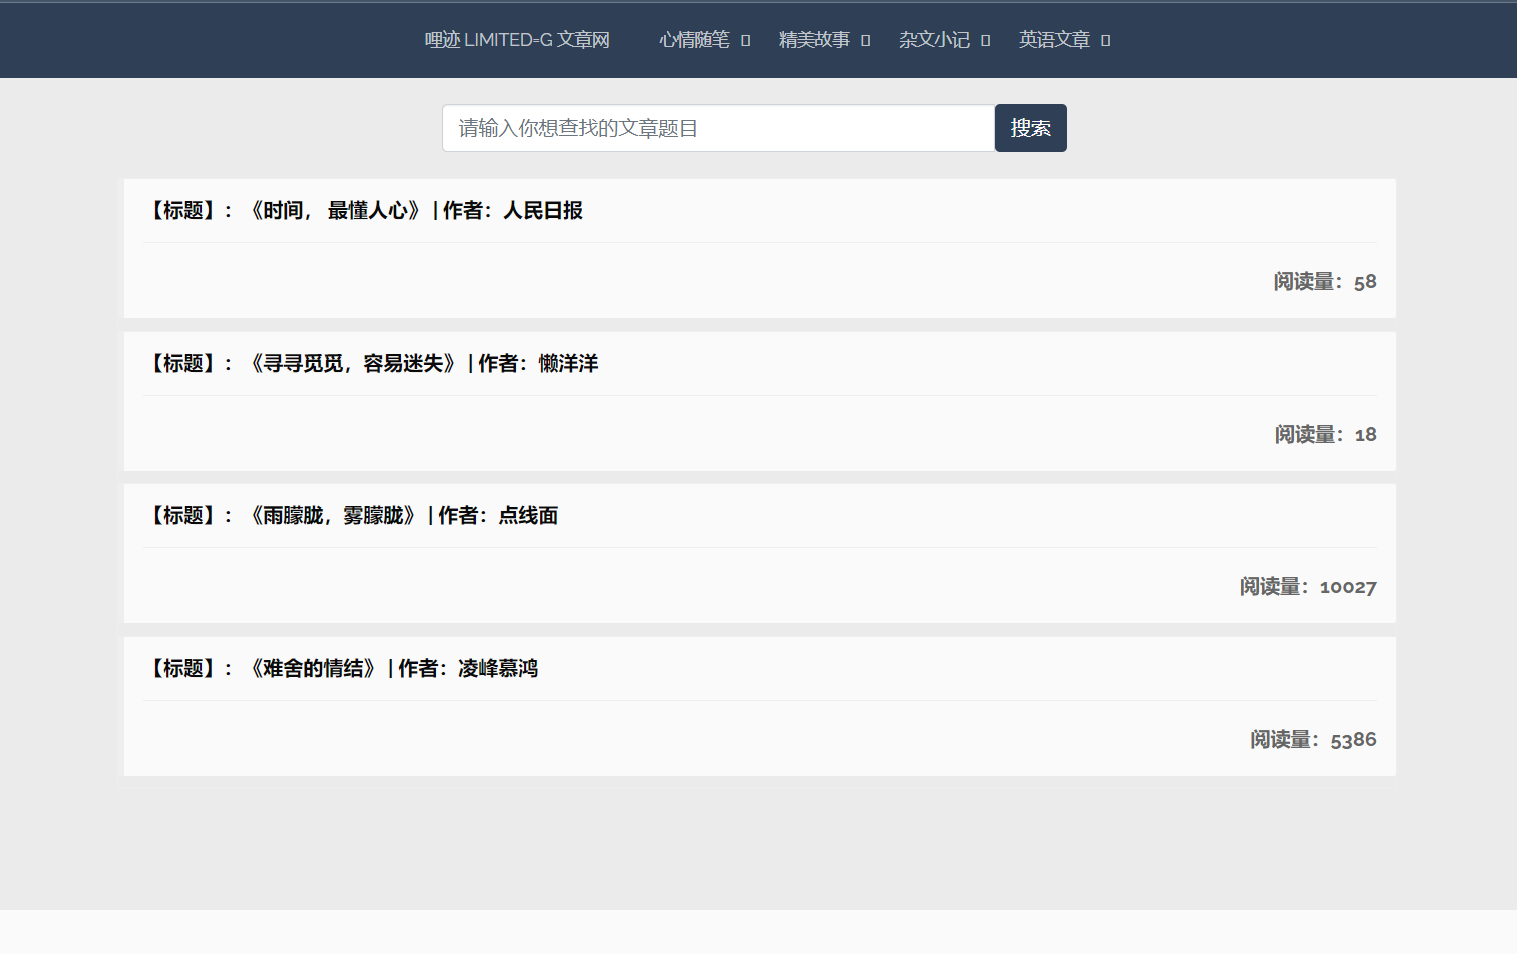 哩迹 LIMITED=G 文章网 心情随笔 精美故事 杂文小记 英语文章
请输入你想查找的文章题目 搜索
【标题】：《时间， 最懂人心》 | 作者：人民日报
阅读量：58
【标题】：《寻寻觅觅，容易迷失》 | 作者：懒洋洋
阅读量：18
【标题】：《雨朦胧，雾朦胧》 | 作者：点线面
阅读量：10027
【标题】：《难舍的情结》 | 作者：凌峰慕鸿
阅读量：5386